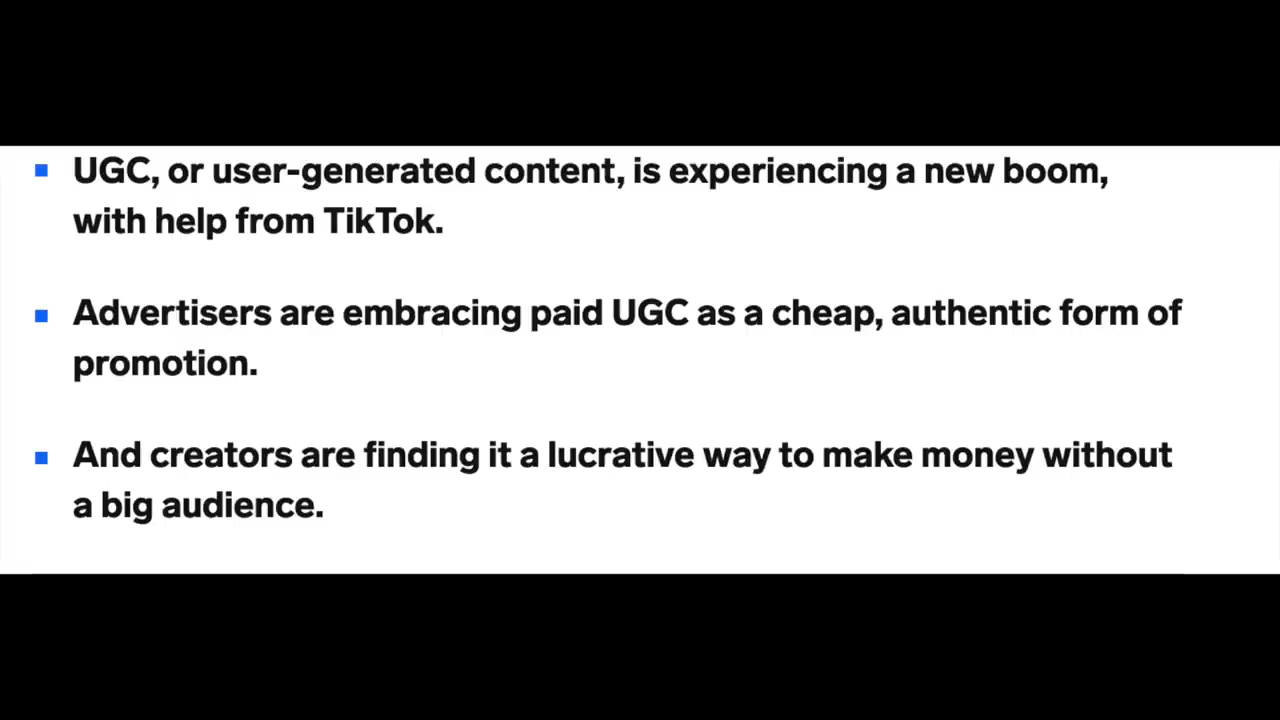 UGC, or user-generated content, is experiencing a new boom,
with help from TikTok.
Advertisers are embracing paid UGC as a cheap, authentic form of
promotion.
And creators are finding it a lucrative way to make money without
a big audience.